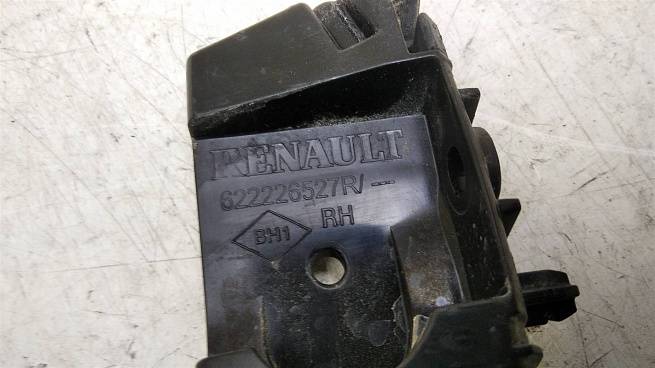 RENAULT
622226527R/---
RH
BH1